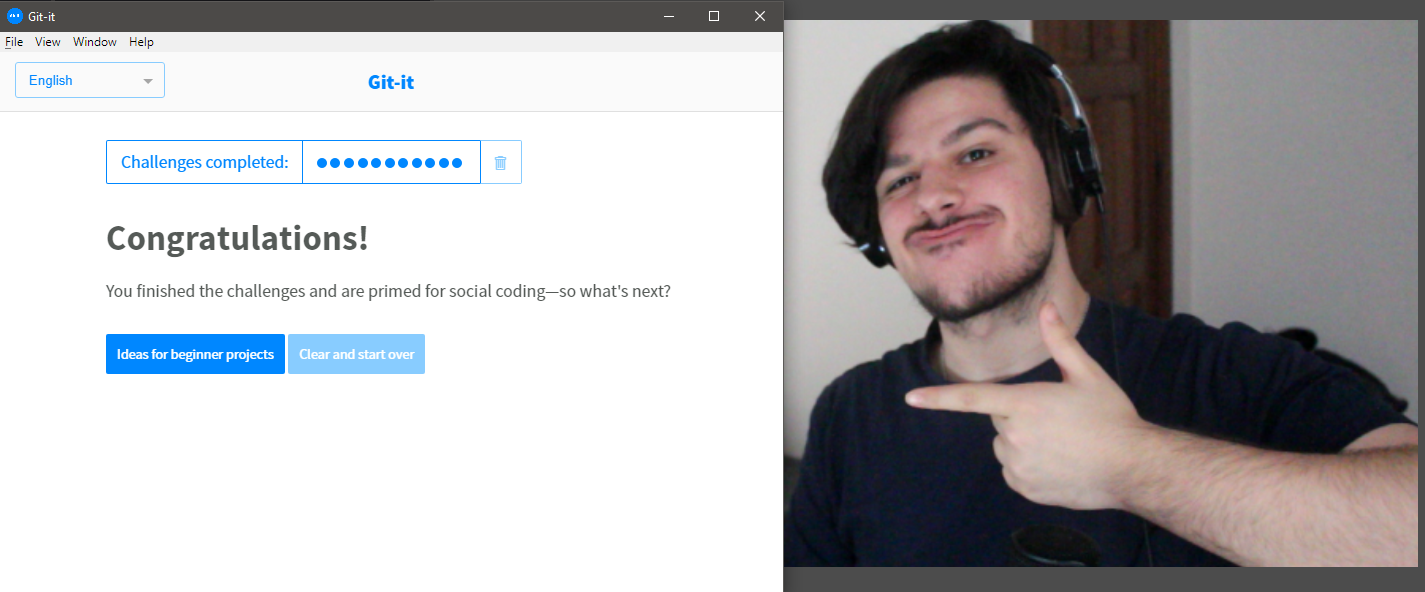 Git-it
File View Window Help
English
Git-it
Challenges completed:
Congratulations!
You finished the challenges and are primed for social coding—so what's next?
Ideas for beginner projects
Clear and start over